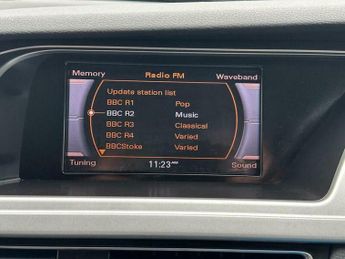 Memory Radio FM Waveband
Update station list
BBC R1 Pop
BBC R2 Music
BBC R3 Classical
BBC R4 Varied
BBCStoke Varied
Tuning 11:23 AM Sound